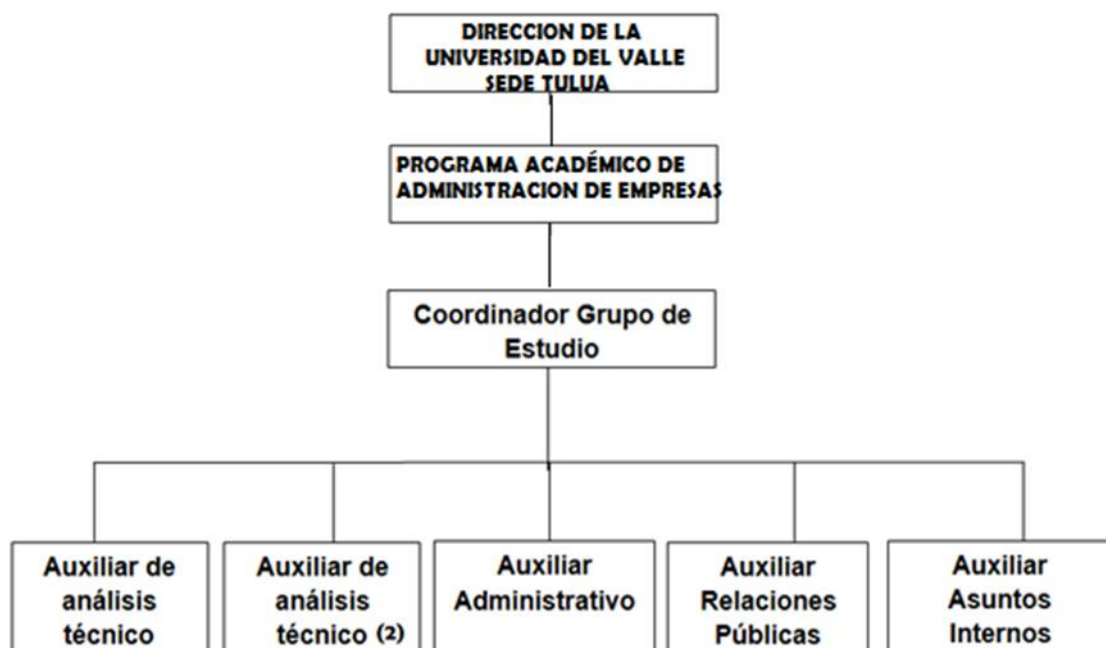 DIRECCION DE LA
UNIVERSIDAD DEL VALLE
SEDE TULUA
PROGRAMA ACADÉMICO DE
ADMINISTRACION DE EMPRESAS
Coordinador Grupo de
Estudio
Auxiliar de
análisis
técnico
Auxiliar de
análisis
técnico (2)
Auxiliar
Administrativo
Auxiliar
Relaciones
Públicas
Auxiliar
Asuntos
Internos